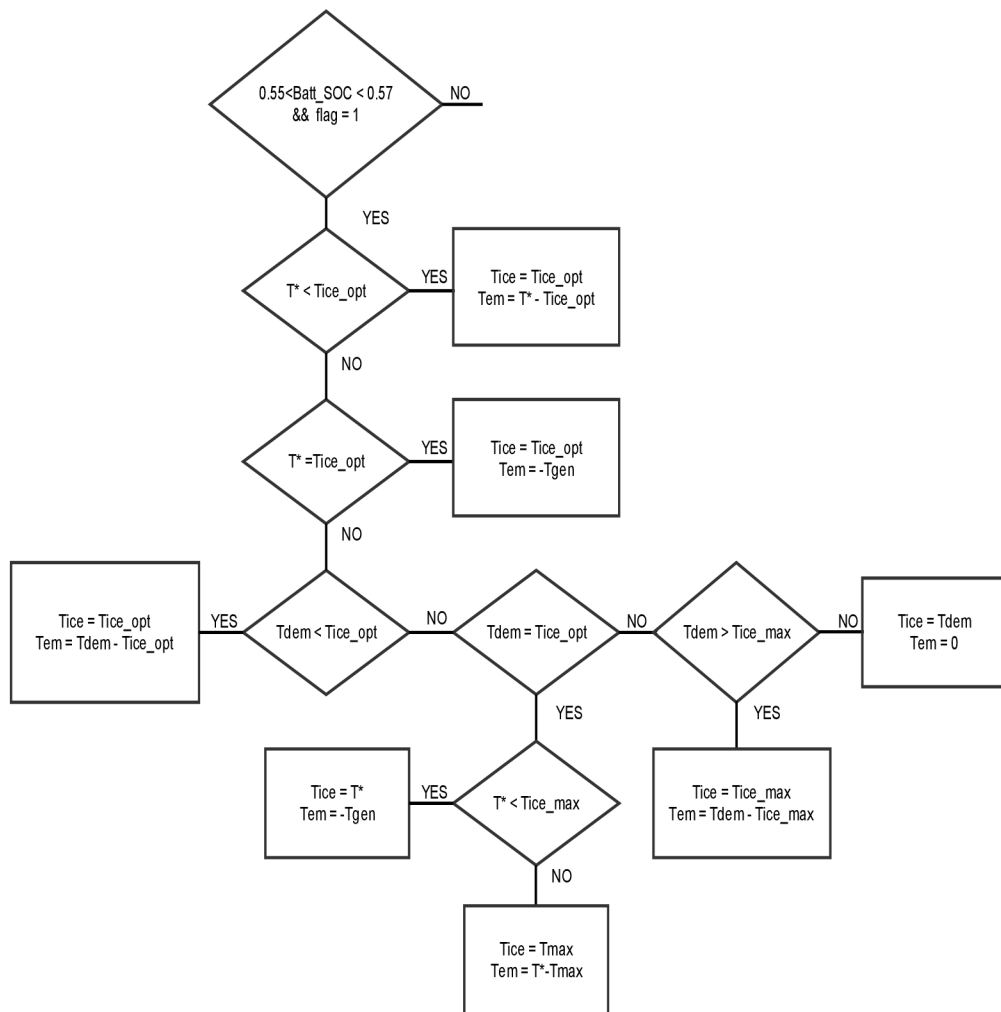 0.55<Batt_SOC < 0.57
&& flag = 1
NO
YES
T* < Tice_opt
YES
Tice = Tice_opt
Tem = T* - Tice_opt
NO
T* =Tice_opt
YES
Tice = Tice_opt
Tem = -Tgen
NO
Tice = Tice_opt
Tem = Tdem - Tice_opt
YES
Tdem < Tice_opt
NO
Tdem = Tice_opt
NO
Tdem > Tice_max
NO
Tice = Tdem
Tem = 0
YES
YES
Tice = T*
Tem = -Tgen
YES
T* < Tice_max
Tice = Tice_max
Tem = Tdem - Tice_max
NO
Tice = Tmax
Tem = T*-Tmax